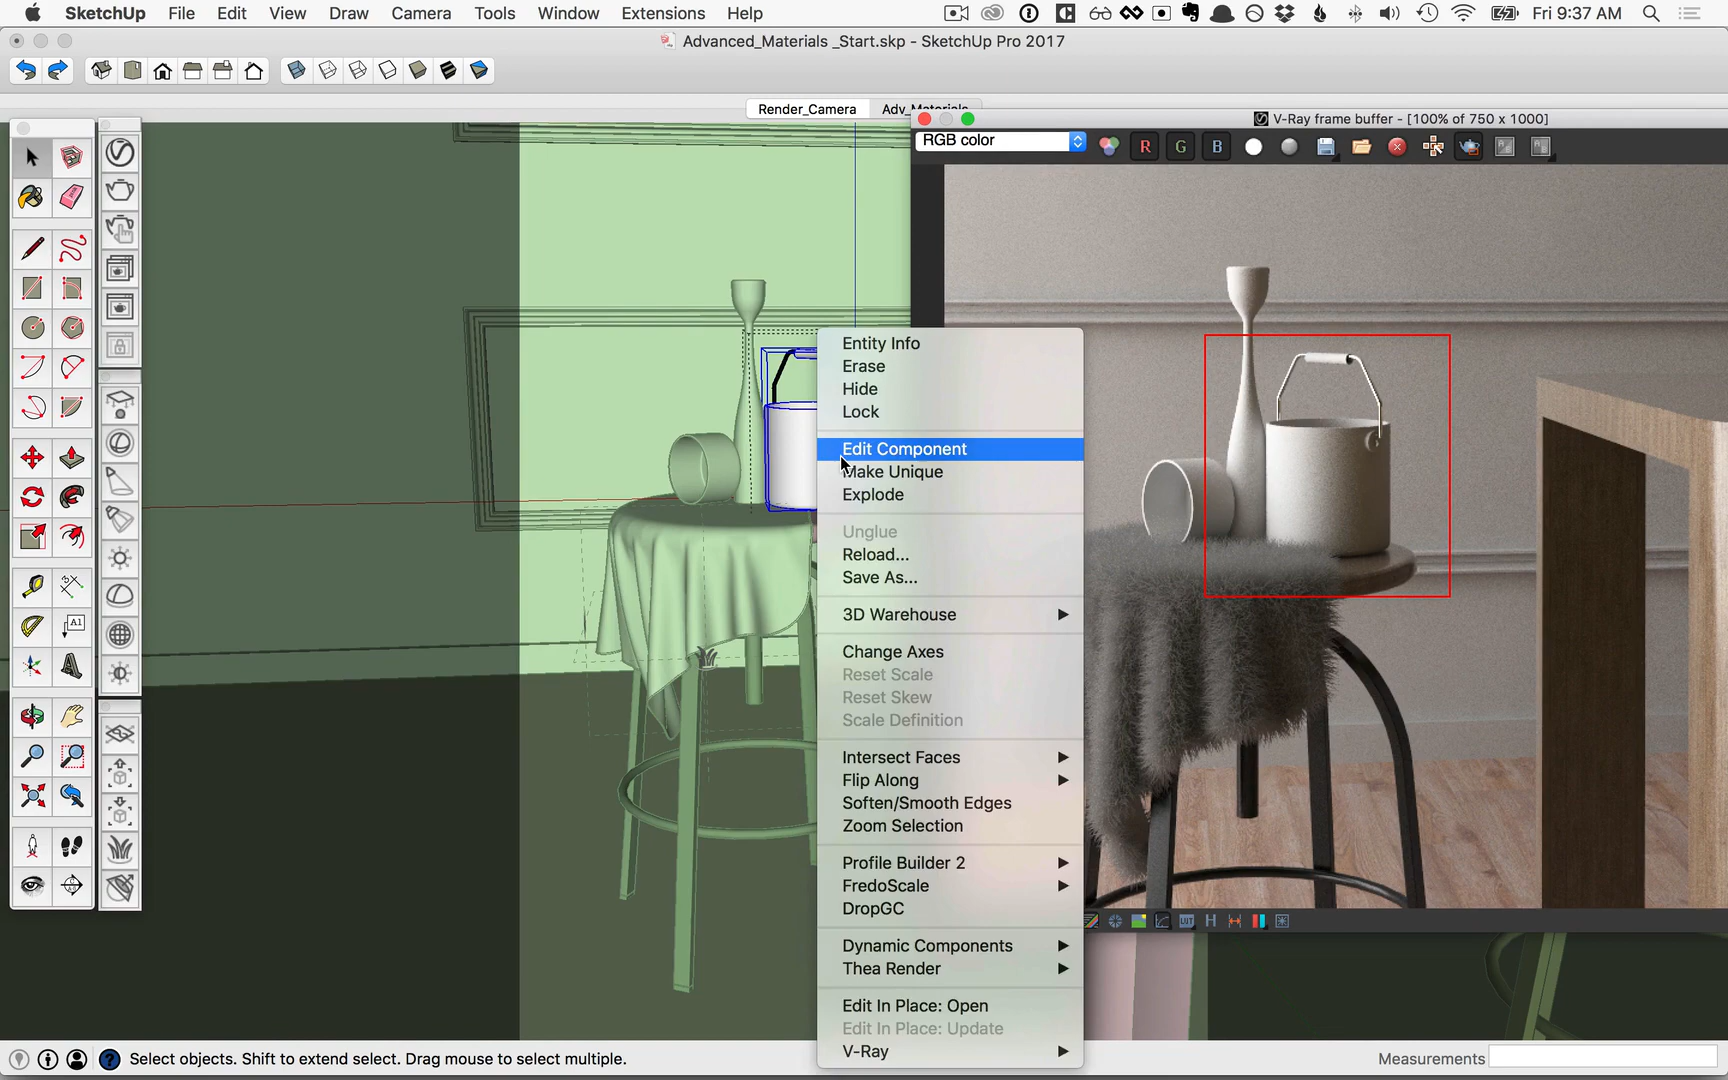 SketchUp File Edit View Draw Camera Tools Window Extensions Help Fri 9:37 AM
Advanced_Materials _Start.skp - SketchUp Pro 2017
Render_Camera Adv_Materials
V-Ray frame buffer - [100% of 750 x 1000]
RGB color R G B
Entity Info
Erase
Hide
Lock
Edit Component
Make Unique
Explode
Unglue
Reload...
Save As...
3D Warehouse
Change Axes
Reset Scale
Reset Skew
Scale Definition
Intersect Faces
Flip Along
Soften/Smooth Edges
Zoom Selection
Profile Builder 2
FredoScale
DropGC
Dynamic Components
Thea Render
Edit In Place: Open
Edit In Place: Update
V-Ray
Select objects. Shift to extend select. Drag mouse to select multiple.
Measurements